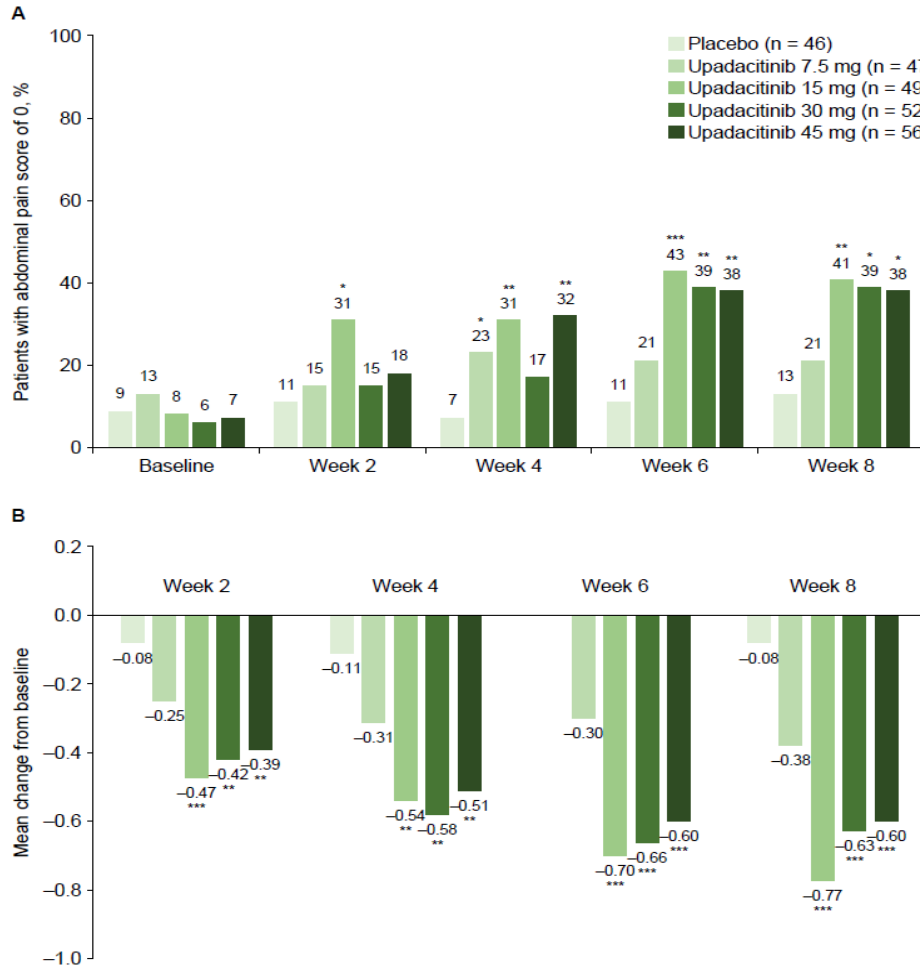 A
Patients with abdominal pain score of 0, %
100
80
60
40
20
0
Placebo (n = 46)
Upadacitinib 7.5 mg (n = 47
Upadacitinib 15 mg (n = 49
Upadacitinib 30 mg (n = 52
Upadacitinib 45 mg (n = 56
9 13 8 6 7
11 15 * 31 15 18
7 * 23 ** 31 17 ** 32
11 21 *** 43 ** 39 ** 38
13 21 ** 41 * 39 * 38
Baseline Week 2 Week 4 Week 6 Week 8
B
Mean change from baseline
0.2
0.0
–0.2
–0.4
–0.6
–0.8
–1.0
Week 2 Week 4 Week 6 Week 8
–0.08 –0.25 –0.47 *** –0.42 ** –0.39 **
–0.11 –0.31 –0.54 ** –0.58 ** –0.51 **
–0.30 –0.70 *** –0.66 *** –0.60 ***
–0.08 –0.38 –0.77 *** –0.63 *** –0.60 ***